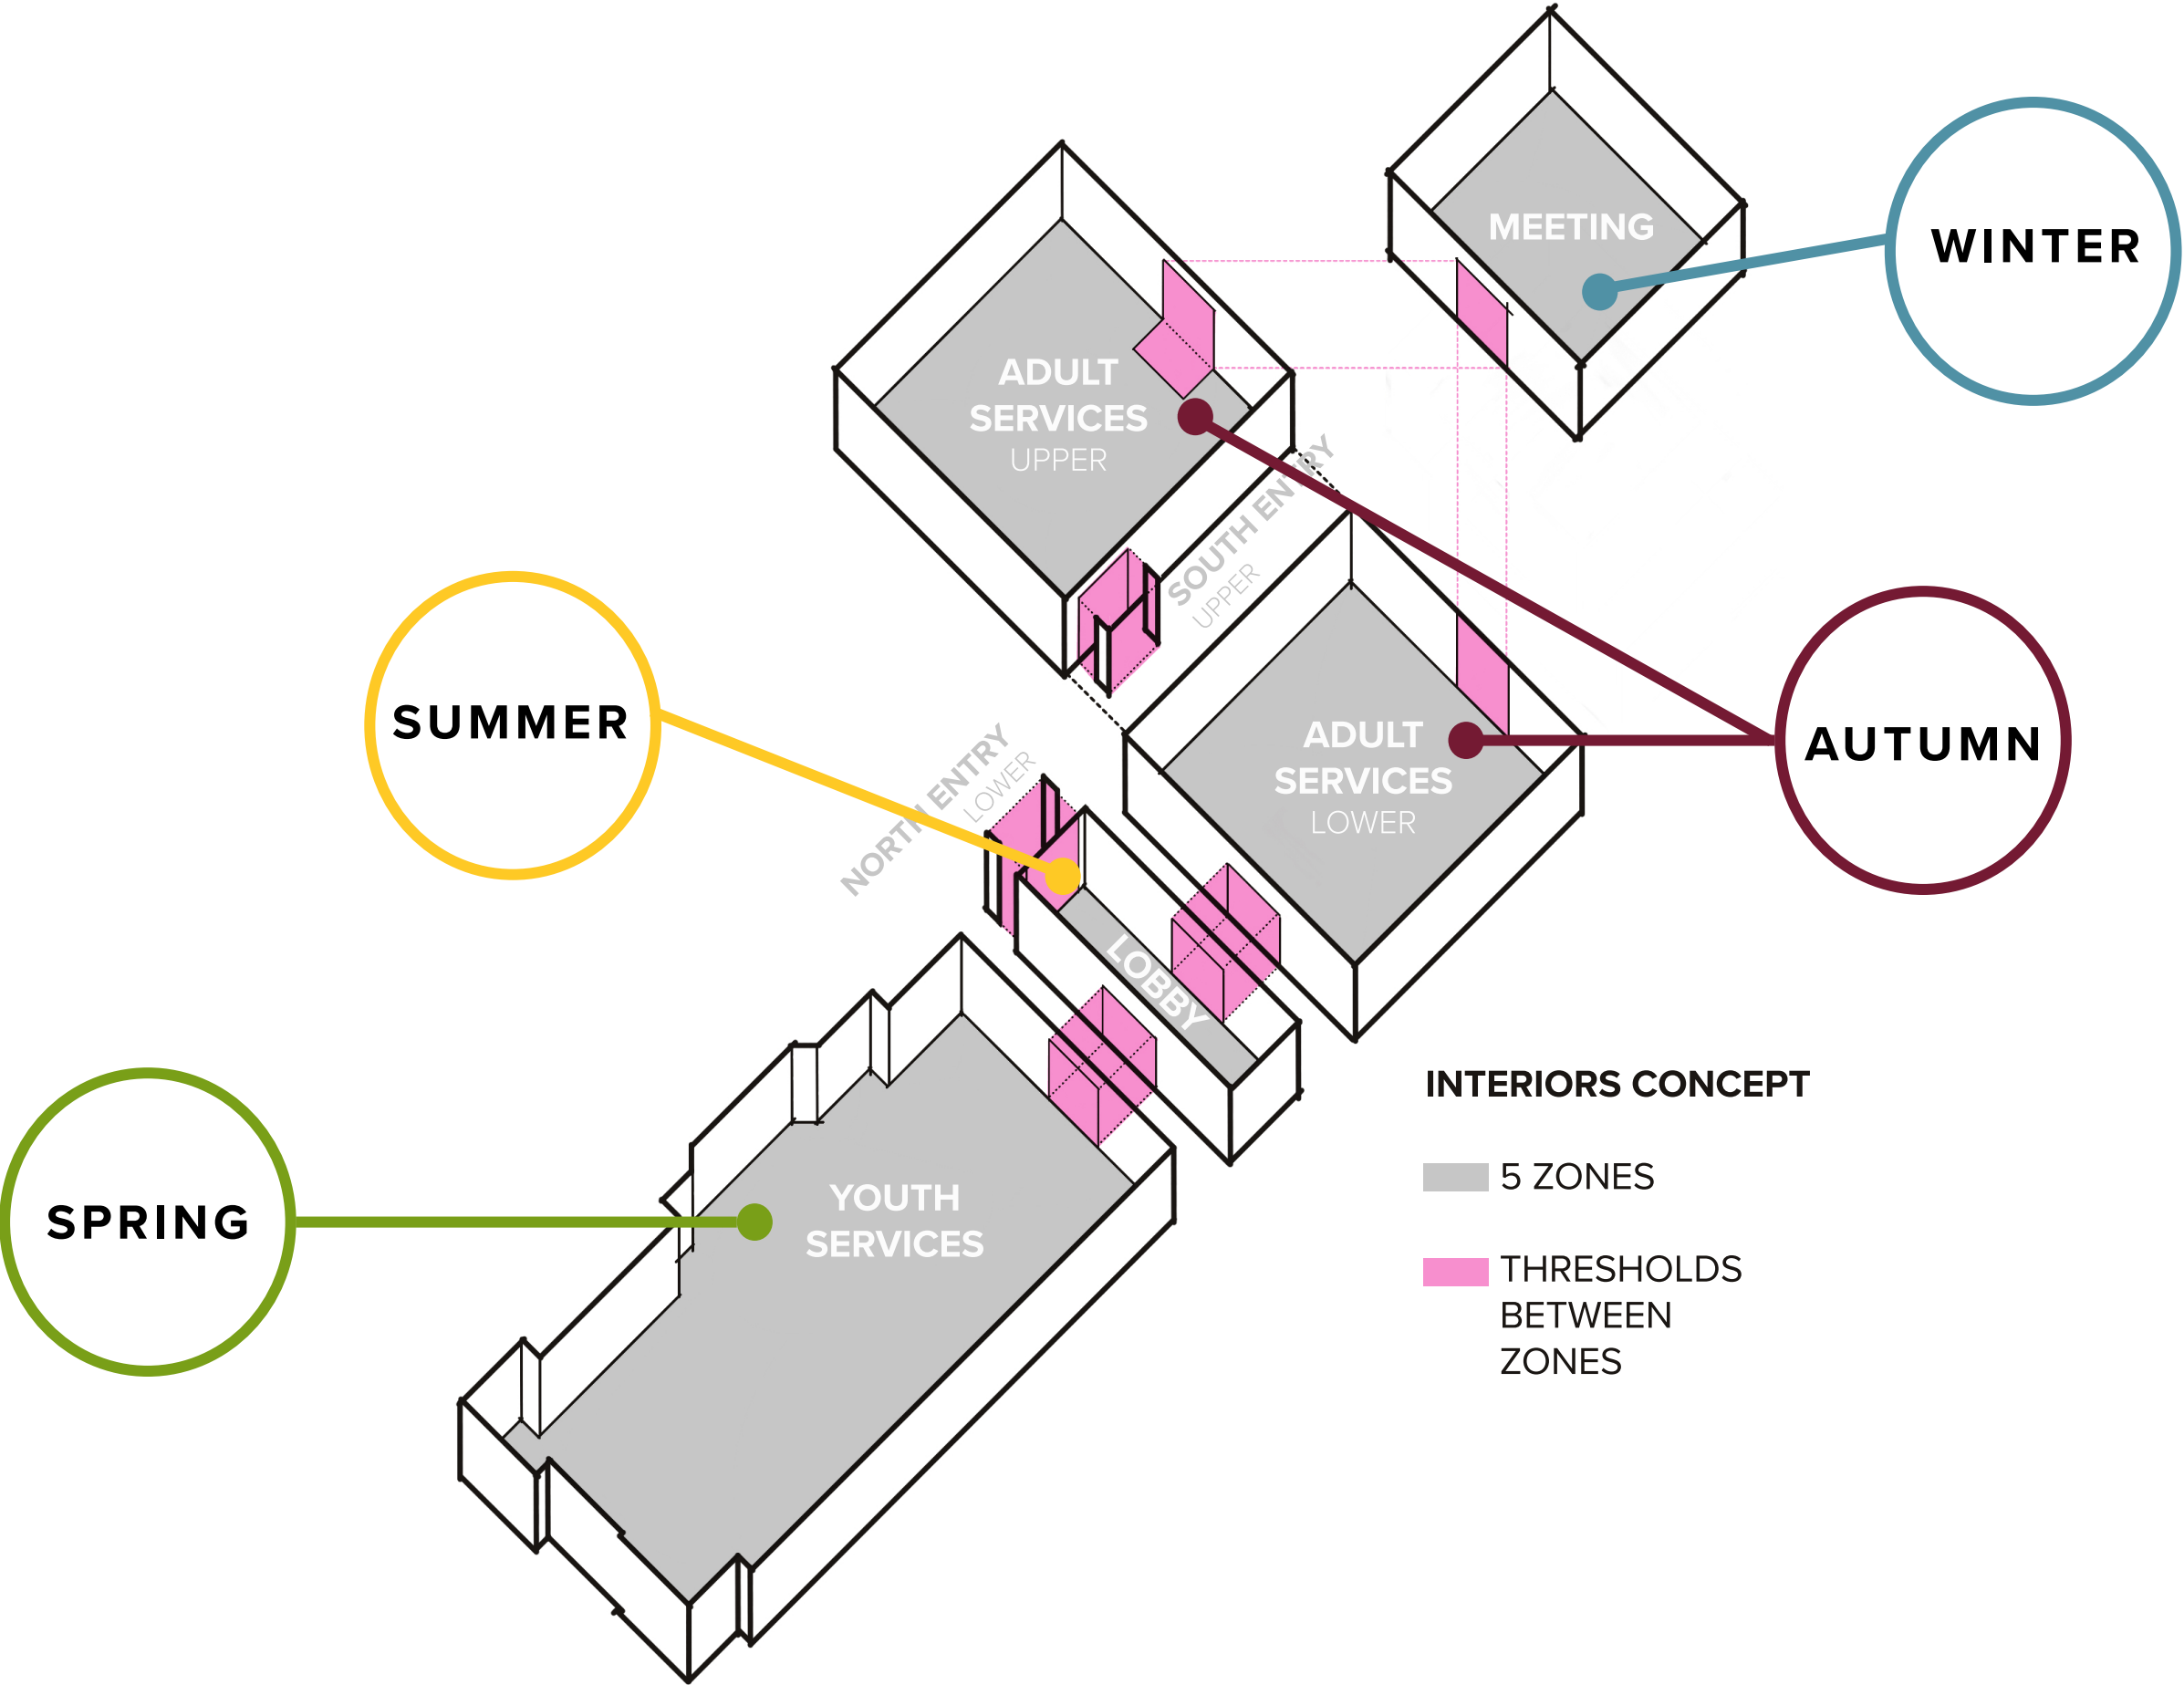 WINTER
MEETING
ADULT
SERVICES
UPPER
SOUTH ENTRY
UPPER
SUMMER
AUTUMN
ADULT
SERVICES
LOWER
NORTH ENTRY
LOWER
LOBBY
SPRING
YOUTH
SERVICES
INTERIORS CONCEPT
5 ZONES
THRESHOLDS
BETWEEN
ZONES